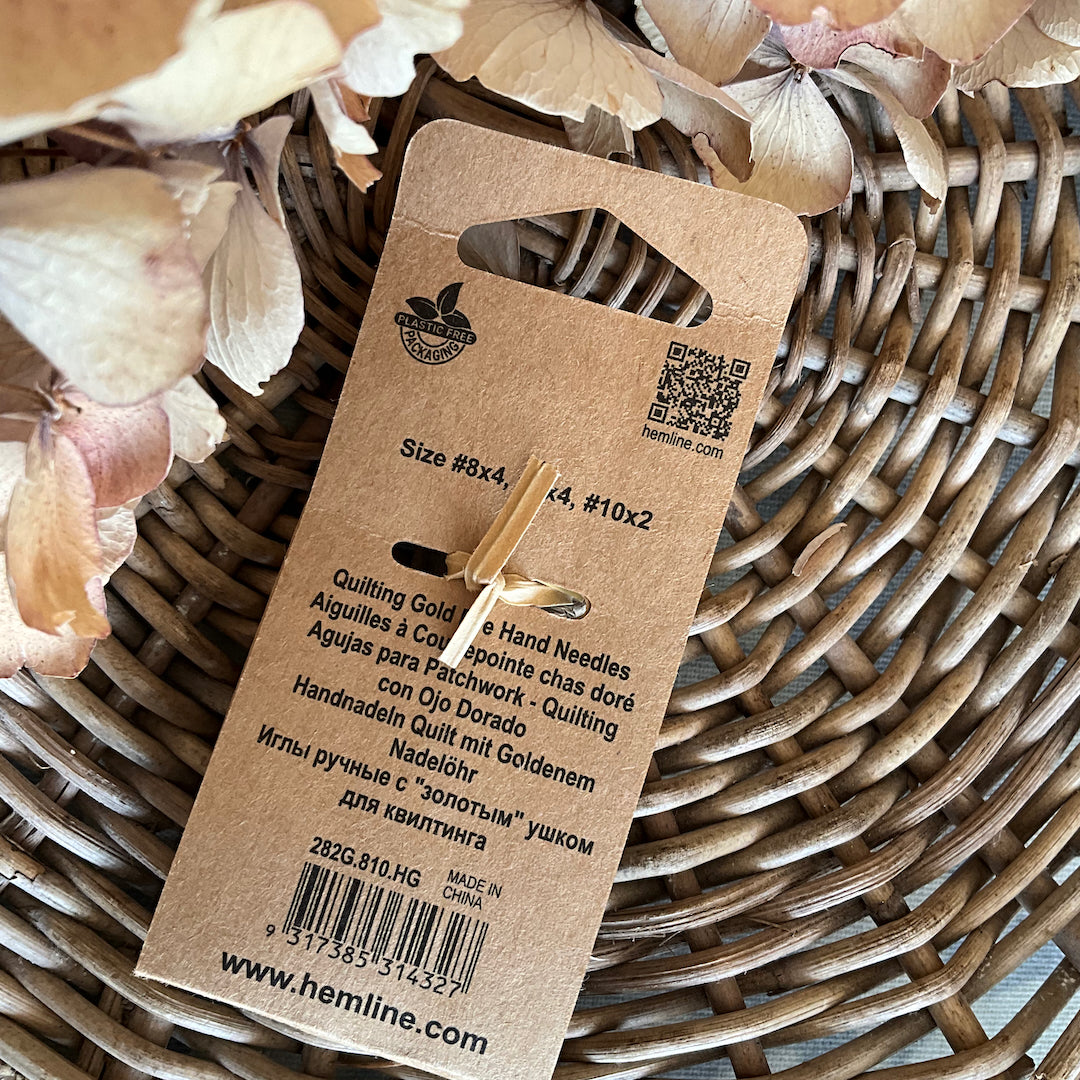 PLASTIC FREE
PACKAGING
hemline.com
Size #8x4, x4, #10x2
Quilting Gold e Hand Needles
Aiguilles à Cou epointe chas doré
Agujas para Patchwork - Quilting
con Ojo Dorado
Handnadeln Quilt mit Goldenem
Nadelöhr
Иглы ручные с "золотым" ушком
для квилтинга
282G.810.HG
MADE IN
CHINA
9 317385 314327
www.hemline.com